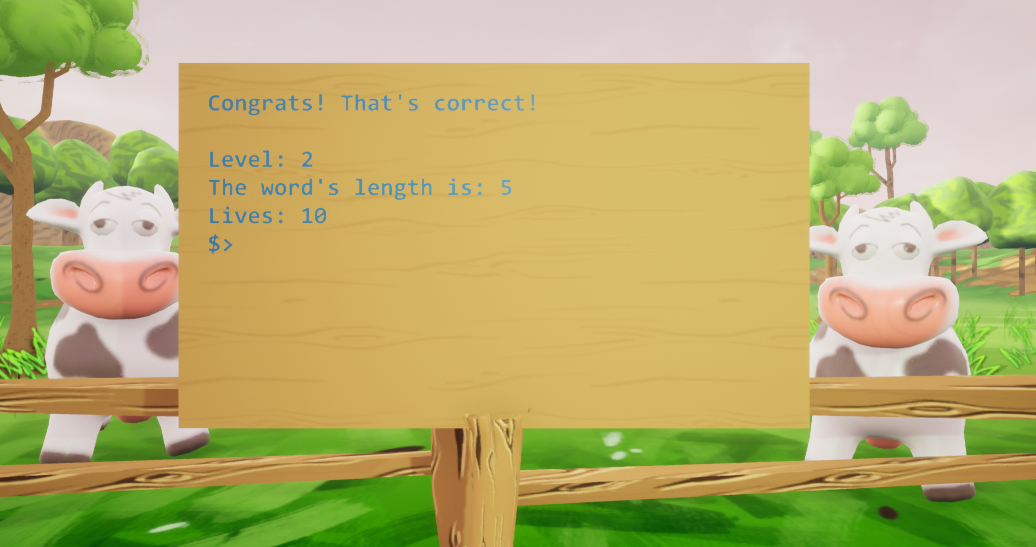 Congrats! That's correct!
Level: 2
The word's length is: 5
Lives: 10
$>